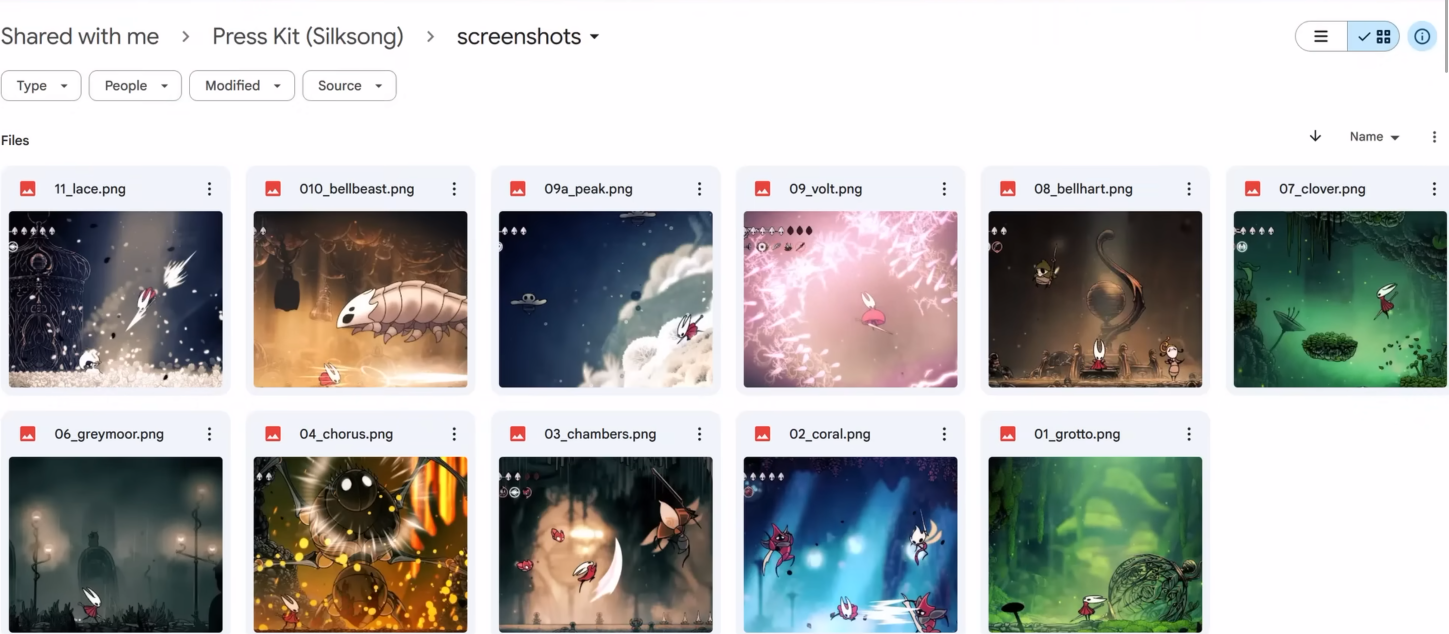 Shared with me > Press Kit (Silksong) > screenshots
Type People Modified Source
Files Name
11_lace.png 010_bellbeast.png 09a_peak.png 09_volt.png 08_bellhart.png 07_clover.png
06_greymoor.png 04_chorus.png 03_chambers.png 02_coral.png 01_grotto.png